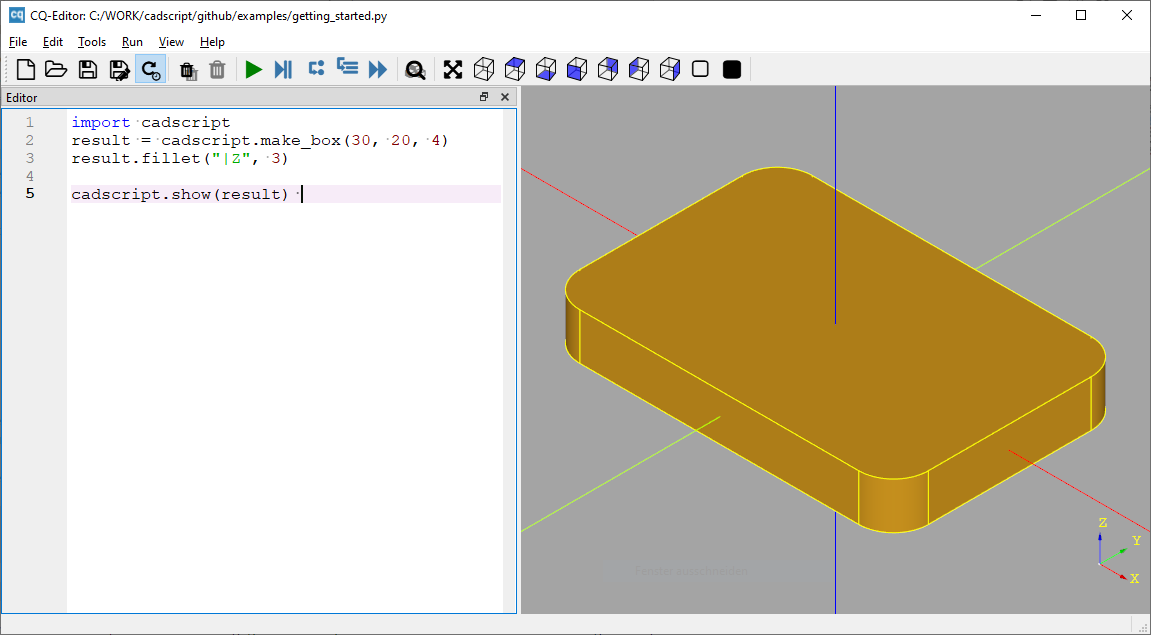 CQ CQ-Editor: C:/WORK/cadscript/github/examples/getting_started.py
File Edit Tools Run View Help
Editor
1 import cadscript
2 result = cadscript.make_box(30, 20, 4)
3 result.fillet("|Z", 3)
4
5 cadscript.show(result)
Z
Y
X